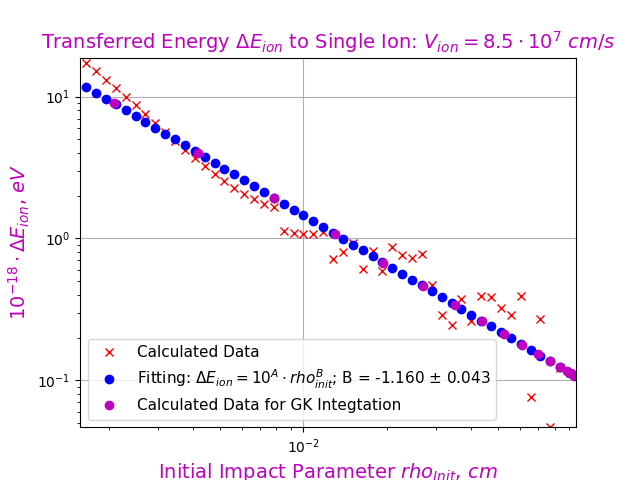 Transferred Energy ΔE_ion to Single Ion: V_ion = 8.5 · 10^7 cm/s
10^1
10^0
10^−1
10^−18 · ΔE_ion, eV
Calculated Data
Fitting: ΔE_ion = 10^A · rho_init^B; B = -1.160 ± 0.043
Calculated Data for GK Integtation
10^−2
Initial Impact Parameter rho_Init, cm